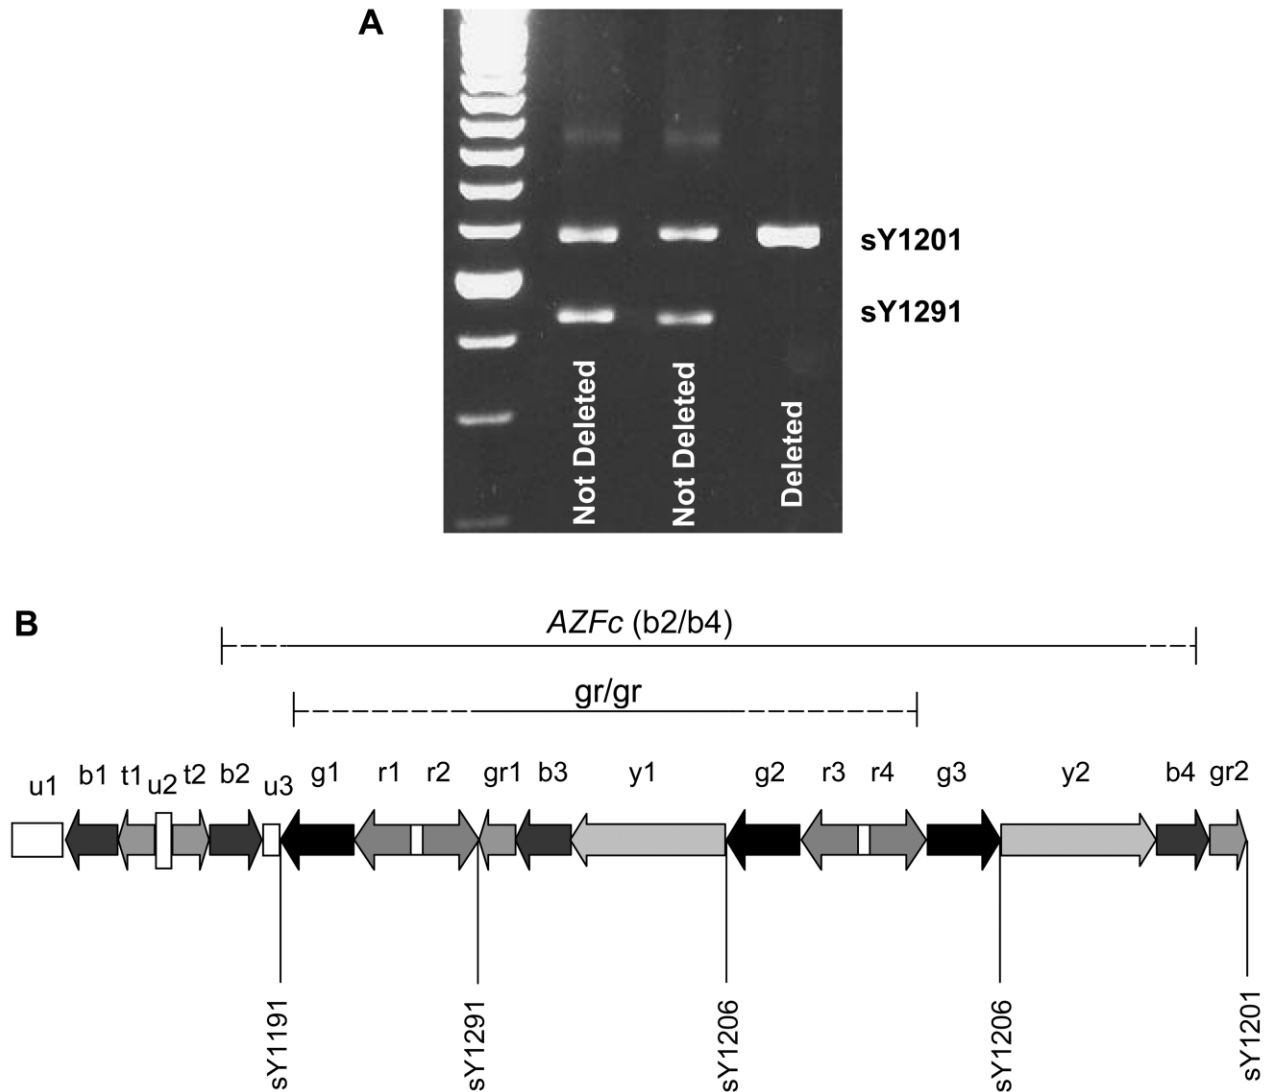 A
sY1201
sY1291
Not Deleted
Not Deleted
Deleted
B
AZFc (b2/b4)
gr/gr
u1 b1 t1 u2 t2 b2 u3 g1 r1 r2 gr1 b3 y1 g2 r3 r4 g3 y2 b4 gr2
sY1191
sY1291
sY1206
sY1206
sY1201